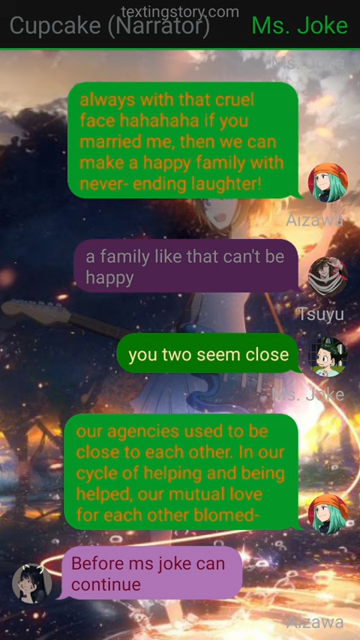 textingstory.com
Cupcake (Narrator)
Ms. Joke
Ms. Joke
always with that cruel
face hahahaha if you
married me, then we can
make a happy family with
never- ending laughter!
Aizawa
a family like that can't be
happy
Tsuyu
you two seem close
Ms. Joke
our agencies used to be
close to each other. In our
cycle of helping and being
helped, our mutual love
for each other blomed-
Before ms joke can
continue
Aizawa